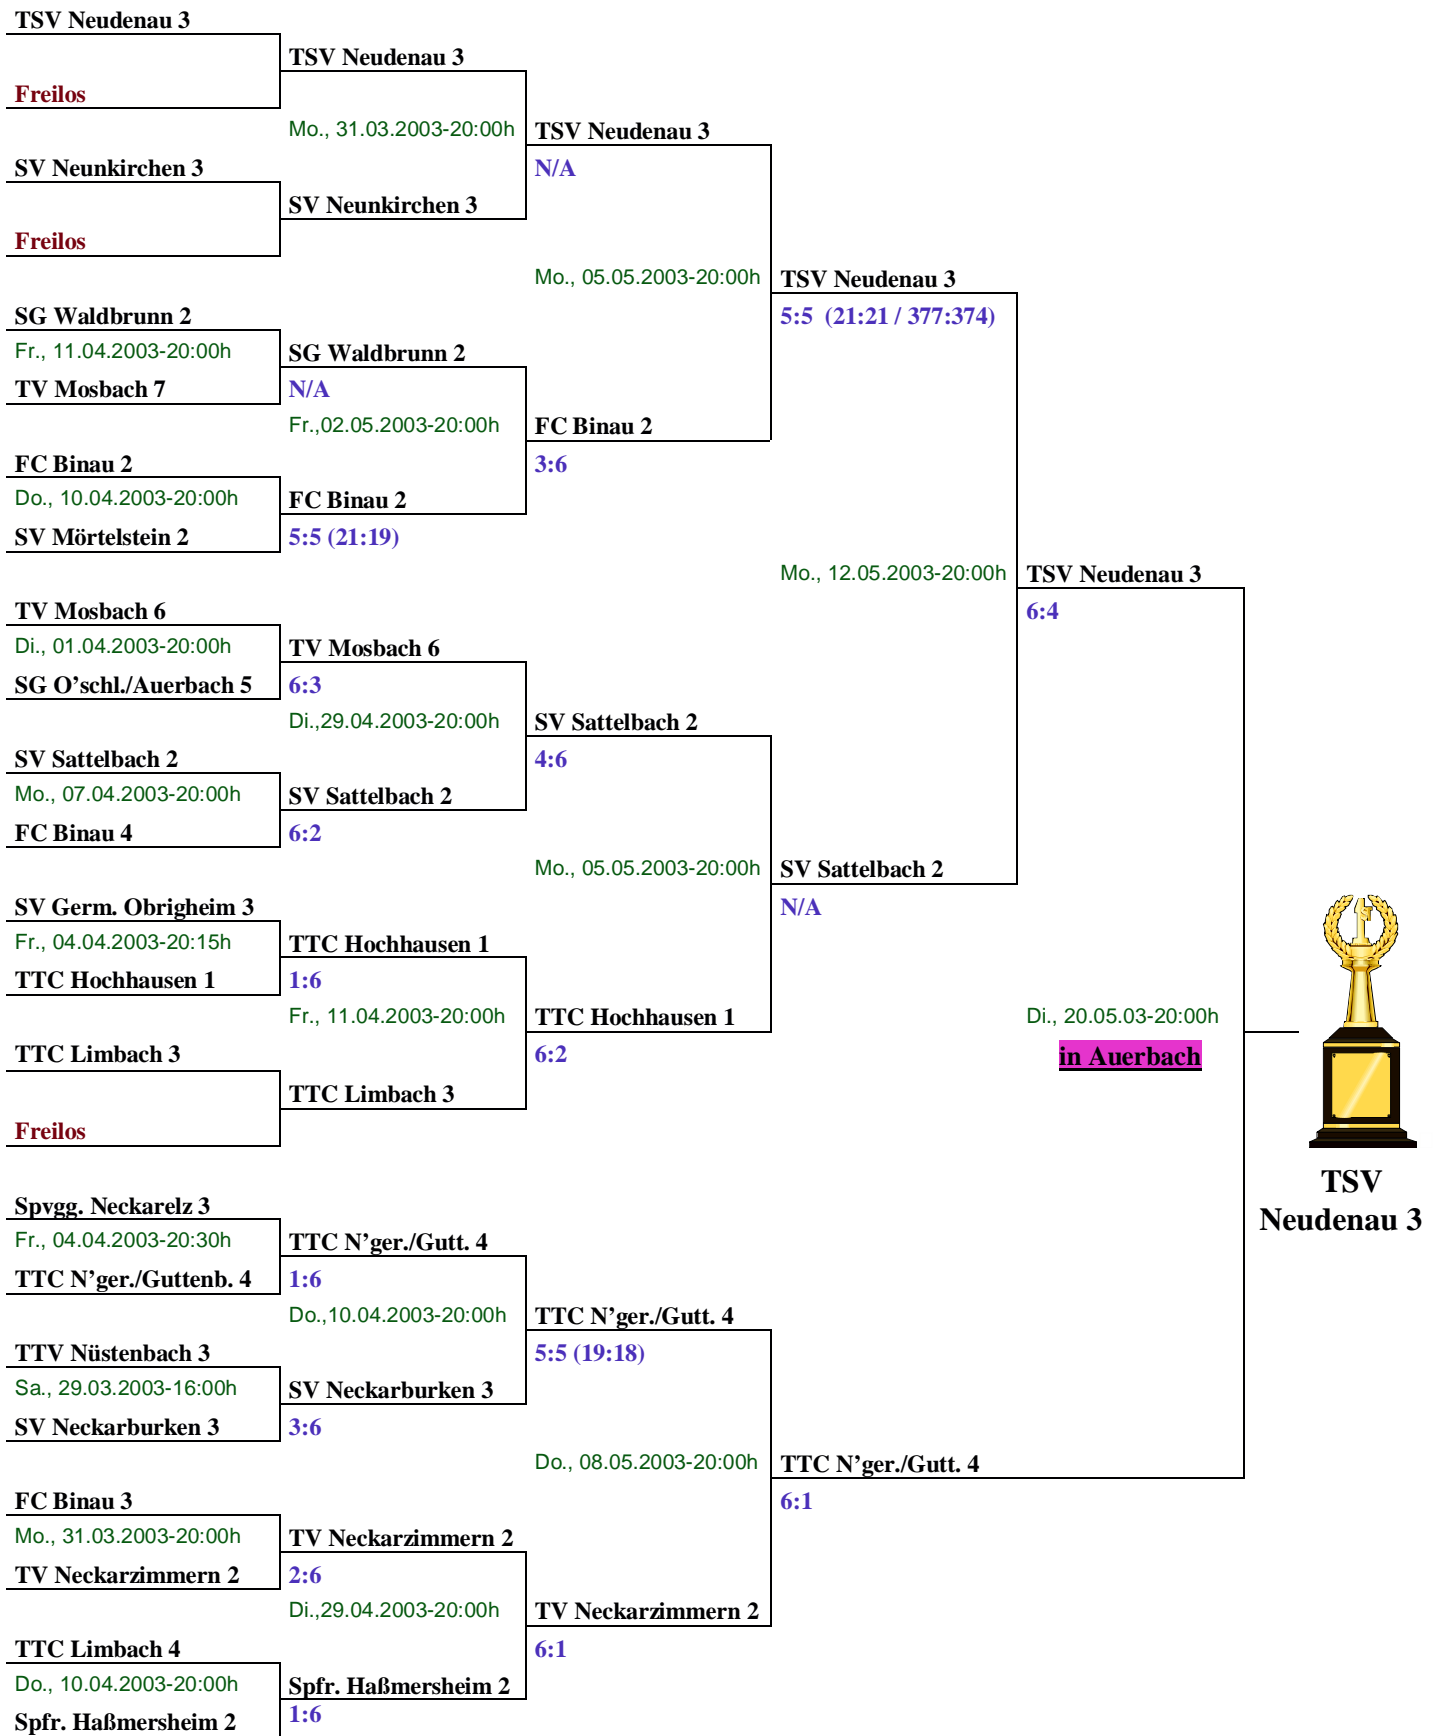 TSV Neudenau 3
TSV Neudenau 3
Freilos
Mo., 31.03.2003-20:00h
TSV Neudenau 3
SV Neunkirchen 3
N/A
SV Neunkirchen 3
Freilos
Mo., 05.05.2003-20:00h
TSV Neudenau 3
SG Waldbrunn 2
5:5 (21:21 / 377:374)
Fr., 11.04.2003-20:00h
SG Waldbrunn 2
TV Mosbach 7
N/A
Fr.,02.05.2003-20:00h
FC Binau 2
FC Binau 2
3:6
Do., 10.04.2003-20:00h
FC Binau 2
SV Mörtelstein 2
5:5 (21:19)
Mo., 12.05.2003-20:00h
TSV Neudenau 3
TV Mosbach 6
6:4
Di., 01.04.2003-20:00h
TV Mosbach 6
SG O'schl./Auerbach 5
6:3
Di.,29.04.2003-20:00h
SV Sattelbach 2
SV Sattelbach 2
4:6
Mo., 07.04.2003-20:00h
SV Sattelbach 2
FC Binau 4
6:2
Mo., 05.05.2003-20:00h
SV Sattelbach 2
SV Germ. Obrigheim 3
N/A
1ST
Fr., 04.04.2003-20:15h
TTC Hochhausen 1
TTC Hochhausen 1
1:6
Fr., 11.04.2003-20:00h
TTC Hochhausen 1
Di., 20.05.03-20:00h
TTC Limbach 3
6:2
in Auerbach
TTC Limbach 3
Freilos
TSV
Neudenau 3
Spvgg. Neckarelz 3
Fr., 04.04.2003-20:30h
TTC N'ger./Gutt. 4
TTC N'ger./Guttenb. 4
1:6
Do.,10.04.2003-20:00h
TTC N'ger./Gutt. 4
TTV Nüstenbach 3
5:5 (19:18)
Sa., 29.03.2003-16:00h
SV Neckarburken 3
SV Neckarburken 3
3:6
Do., 08.05.2003-20:00h
TTC N'ger./Gutt. 4
FC Binau 3
6:1
Mo., 31.03.2003-20:00h
TV Neckarzimmern 2
TV Neckarzimmern 2
2:6
Di.,29.04.2003-20:00h
TV Neckarzimmern 2
TTC Limbach 4
6:1
Do., 10.04.2003-20:00h
Spfr. Haßmersheim 2
Spfr. Haßmersheim 2
1:6